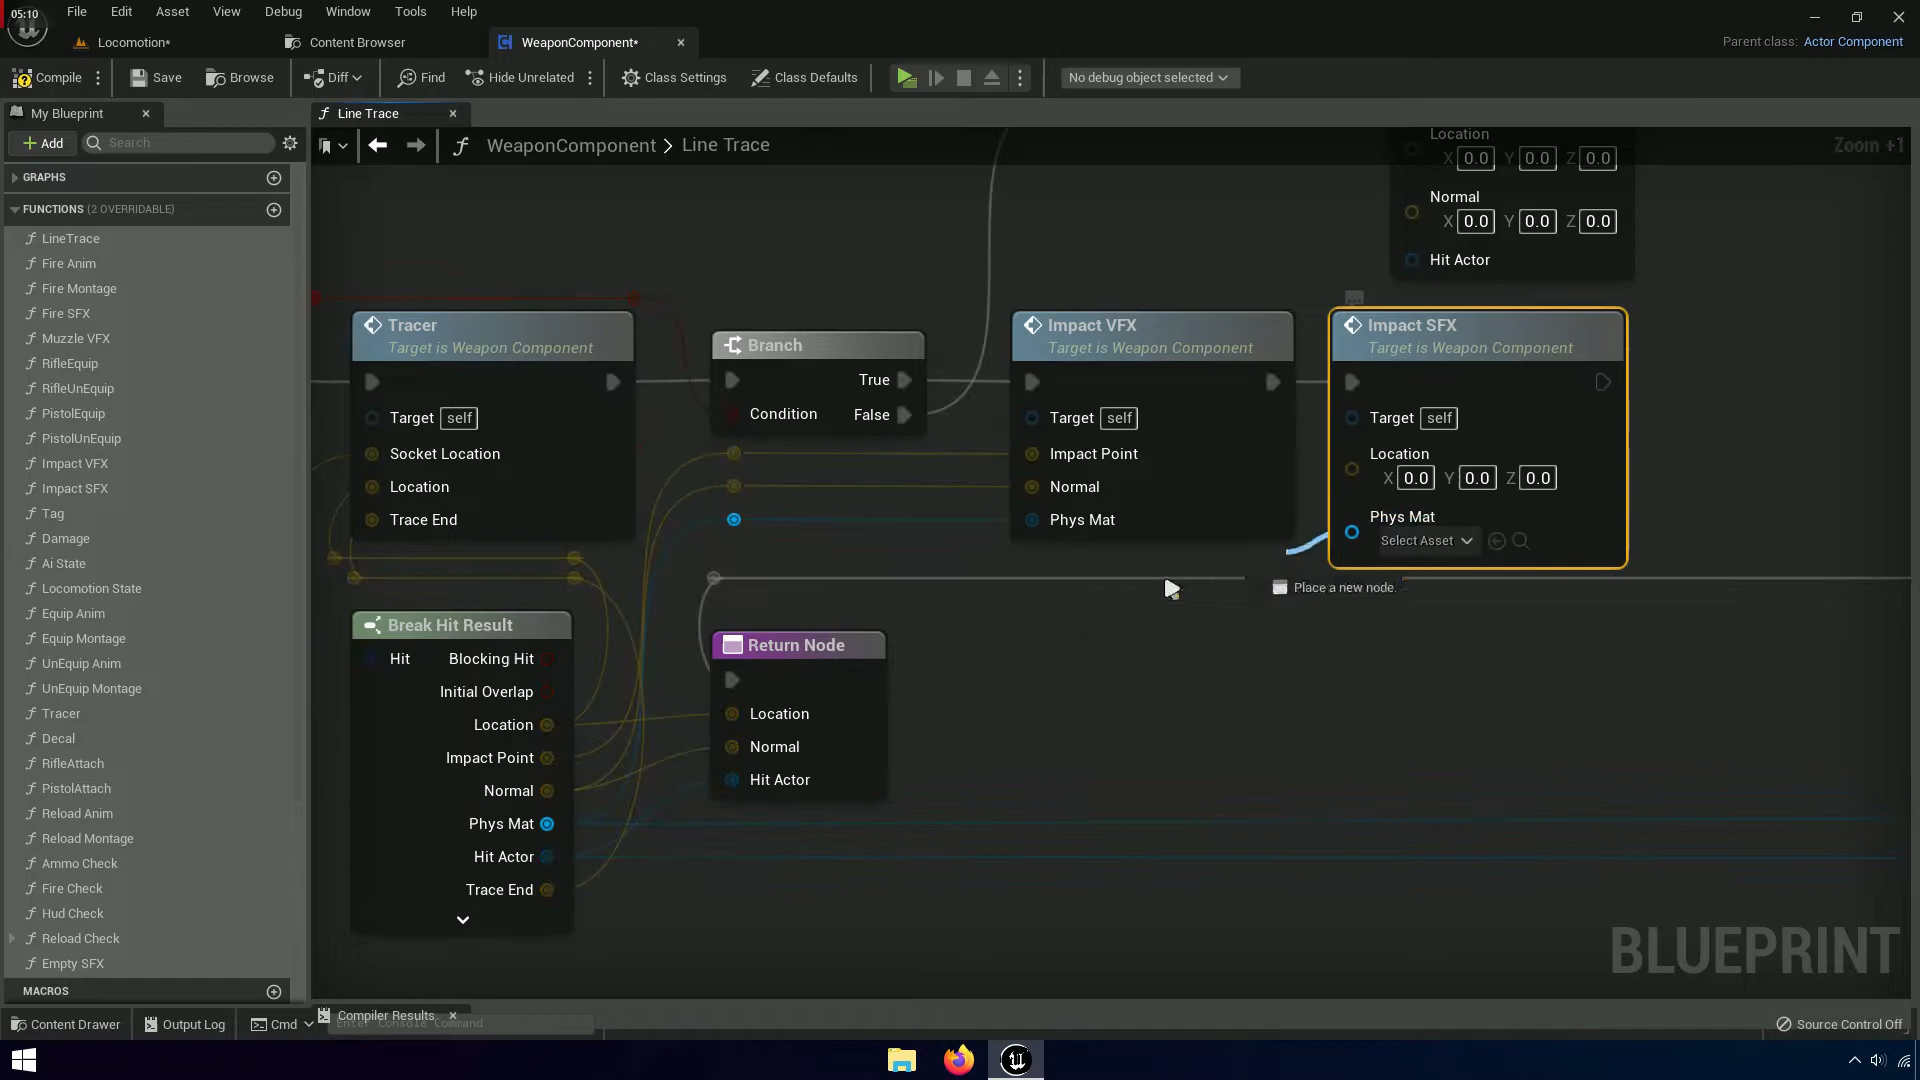 05:10
File Edit Asset View Debug Window Tools Help
Locomotion*
Content Browser
WeaponComponent*
Parent class: Actor Component
Compile
Save
Browse
Diff
Find
Hide Unrelated
Class Settings
Class Defaults
No debug object selected
My Blueprint
Line Trace
Add
Search
WeaponComponent > Line Trace
Zoom +1
GRAPHS
FUNCTIONS (2 OVERRIDABLE)
LineTrace
Fire Anim
Fire Montage
Fire SFX
Muzzle VFX
RifleEquip
RifleUnEquip
PistolEquip
PistolUnEquip
Impact VFX
Impact SFX
Tag
Damage
Ai State
Locomotion State
Equip Anim
Equip Montage
UnEquip Anim
UnEquip Montage
Tracer
Decal
RifleAttach
PistolAttach
Reload Anim
Reload Montage
Ammo Check
Fire Check
Hud Check
Reload Check
Empty SFX
MACROS
Location
X 0.0 Y 0.0 Z 0.0
Normal
X 0.0 Y 0.0 Z 0.0
Hit Actor
Tracer
Target is Weapon Component
Target self
Socket Location
Location
Trace End
Branch
True
Condition False
Impact VFX
Target is Weapon Component
Target self
Impact Point
Normal
Phys Mat
Impact SFX
Target is Weapon Component
Target self
Location
X 0.0 Y 0.0 Z 0.0
Phys Mat
Select Asset
Place a new node.
Break Hit Result
Hit Blocking Hit
Initial Overlap
Location
Impact Point
Normal
Phys Mat
Hit Actor
Trace End
Return Node
Location
Normal
Hit Actor
BLUEPRINT
Compiler Results
Content Drawer
Output Log
Cmd
Enter Console Command
Source Control Off